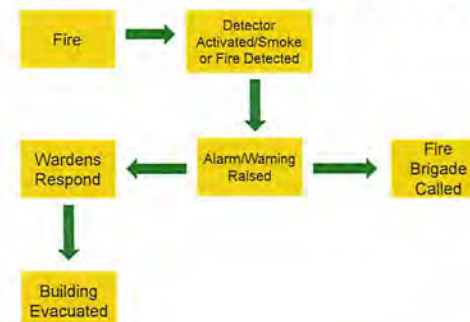 Fire
Detector
Activated/Smoke
or Fire Detected
Wardens
Respond
Alarm/Warning
Raised
Fire
Brigade
Called
Building
Evacuated